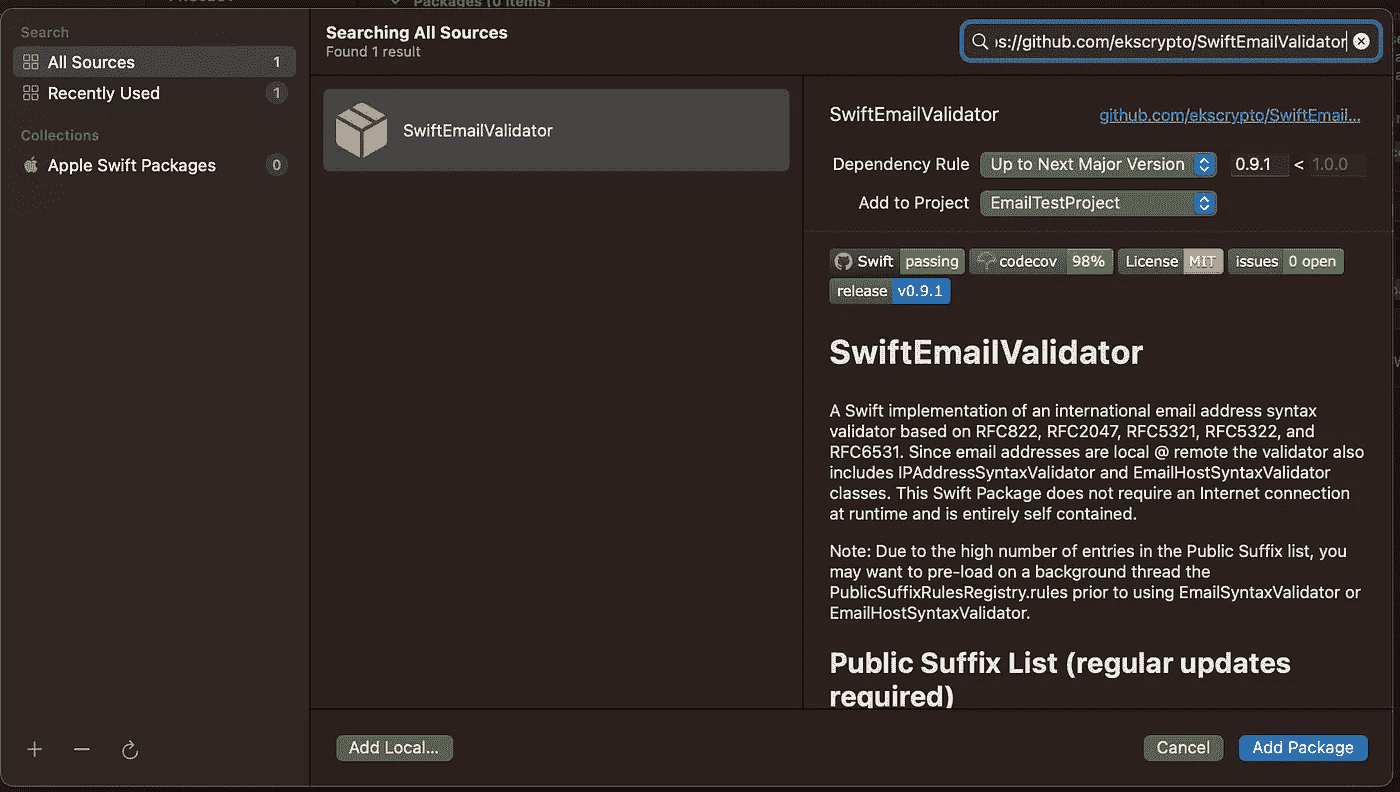 Packages (0 items)
Search
All Sources 1
Recently Used 1
Collections
Apple Swift Packages 0
Searching All Sources
Found 1 result
s://github.com/ekscrypto/SwiftEmailValidator
SwiftEmailValidator
SwiftEmailValidator github.com/ekscrypto/SwiftEmail...
Dependency Rule Up to Next Major Version 0.9.1 < 1.0.0
Add to Project EmailTestProject
Swift passing codecov 98% License MIT issues 0 open
release v0.9.1
SwiftEmailValidator
A Swift implementation of an international email address syntax
validator based on RFC822, RFC2047, RFC5321, RFC5322, and
RFC6531. Since email addresses are local @ remote the validator also
includes IPAddressSyntaxValidator and EmailHostSyntaxValidator
classes. This Swift Package does not require an Internet connection
at runtime and is entirely self contained.
Note: Due to the high number of entries in the Public Suffix list, you
may want to pre-load on a background thread the
PublicSuffixRulesRegistry.rules prior to using EmailSyntaxValidator or
EmailHostSyntaxValidator.
Public Suffix List (regular updates
required)
Add Local...
Cancel
Add Package